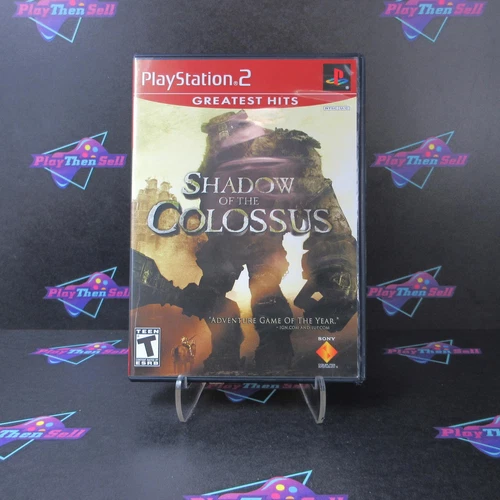 PlayStation 2
GREATEST HITS
SHADOW
OF THE
COLOSSUS
"ADVENTURE GAME OF THE YEAR."
TEEN
T
ESRB
SONY
PlayThenSell
PlayThenSell
PlayThenSell
PlayThenSell
PlayThenSell
PlayThenSell
PlayThenSell
PlayThenSell
PlayThenSell
PlayThenSell
PlayThenSell